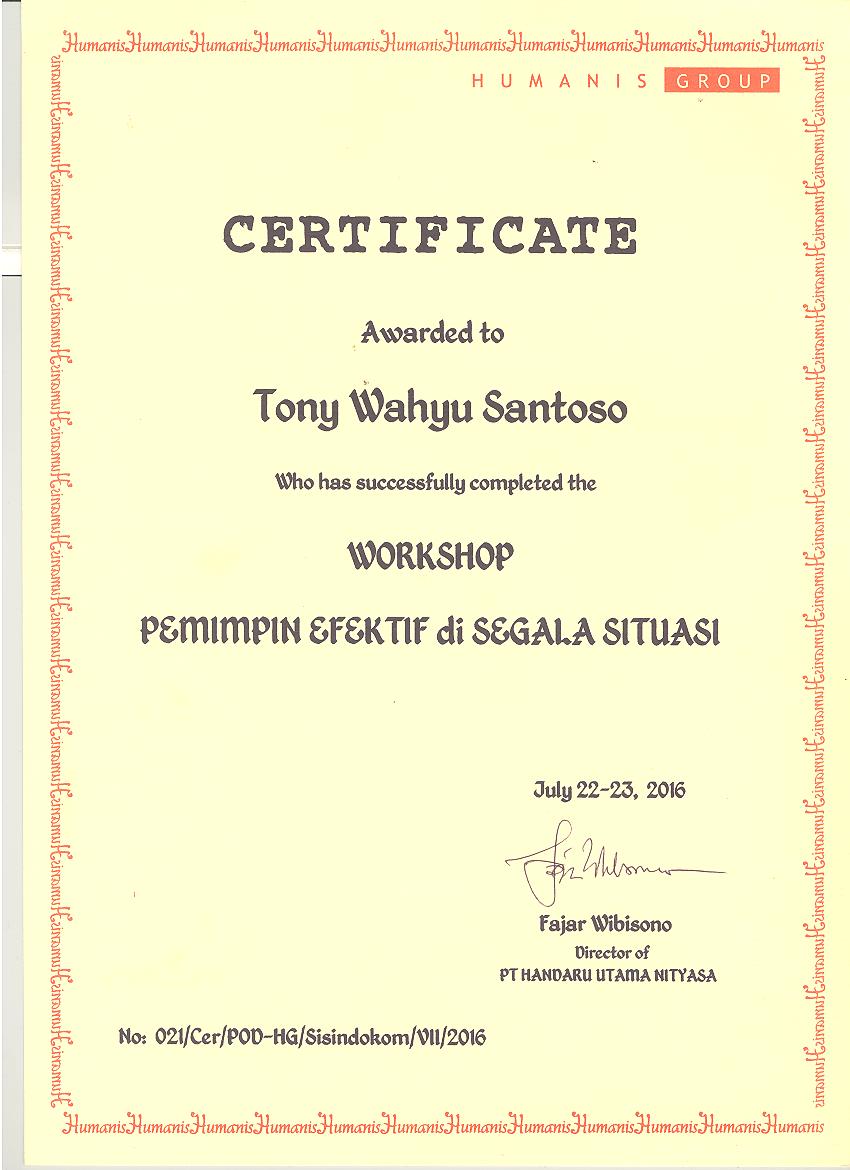 HumanisHumanisHumanisHumanisHumanisHumanisHumanisHumanisHumanisHumanisHumanisHumanis
HUMANIS GROUP
CERTIFICATE
Awarded to
Tony Wahyu Santoso
Who has successfully completed the
WORKSHOP
PEMIMPIN EFEKTIF di SEGALA SITUASI
July 22-23, 2016
Fajar Wibisono
Fajar Wibisono
Director of
PT HANDARU UTAMA NITYASA
No: 021/Cer/POD-HG/Sisindokom/VII/2016
HumanisHumanisHumanisHumanisHumanisHumanisHumanisHumanisHumanisHumanisHumanisHumanis